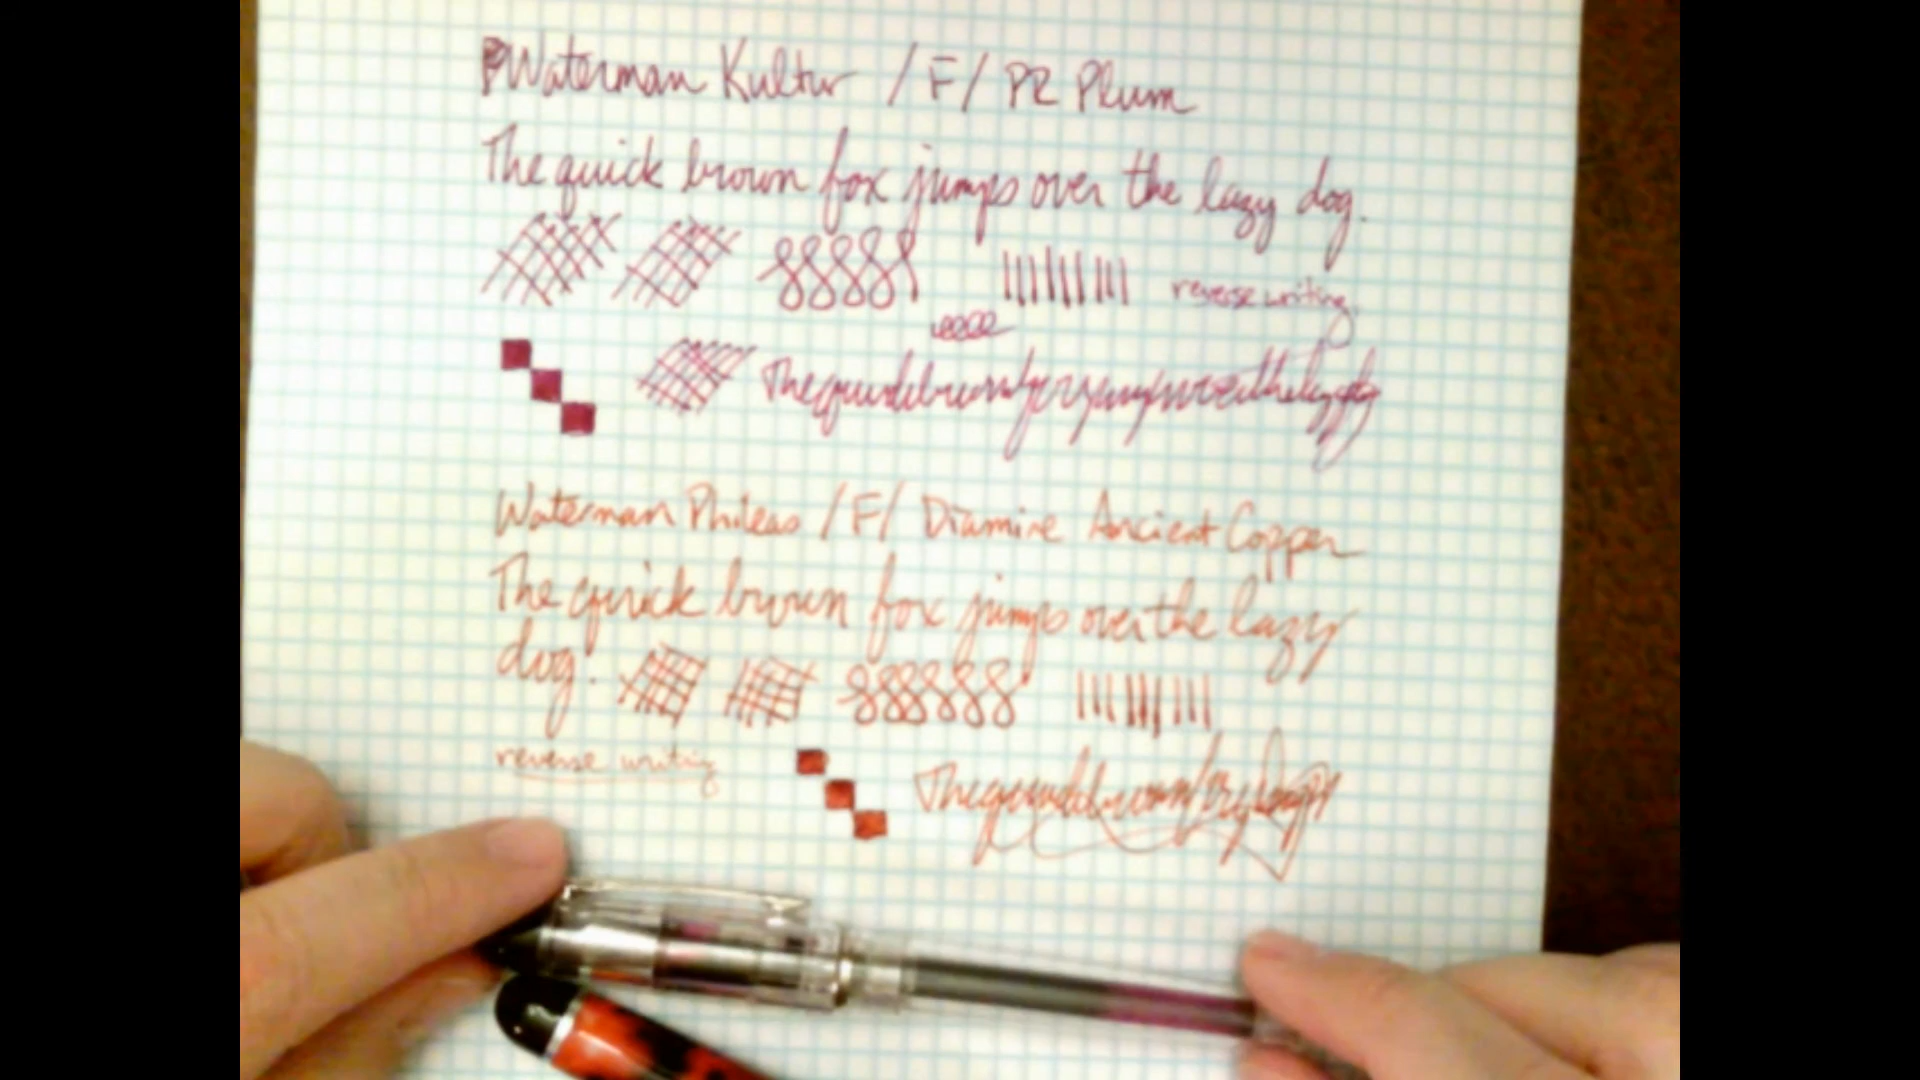 Waterman Kultur / F / PR Plum
The quick brown fox jumps over the lazy dog.
reverse writing
Waterman Phileas / F / Diamine Ancient Copper
The quick brown fox jumps over the lazy
dog.
reverse writing